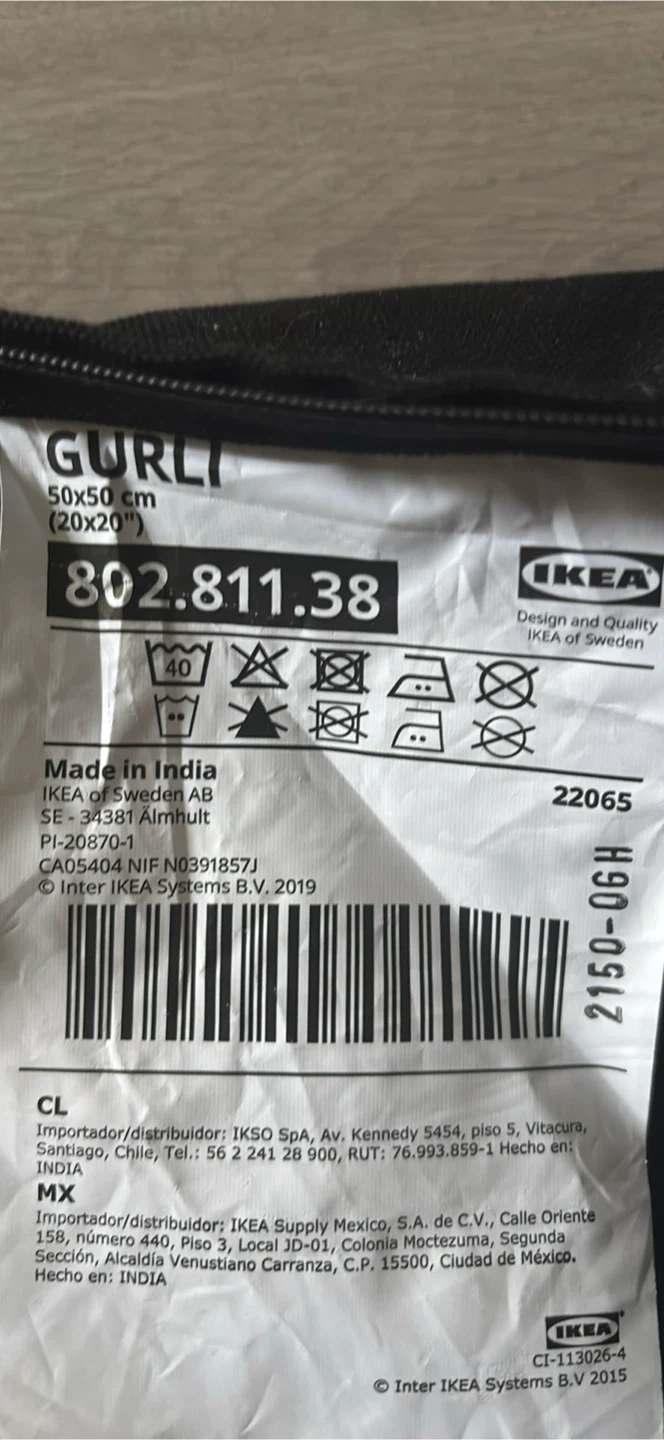 GURLI
50x50 cm
(20x20")
802.811.38
IKEA
Design and Quality
IKEA of Sweden
40
Made in India
IKEA of Sweden AB
SE - 34381 Älmhult
PI-20870-1
CA05404 NIF N0391857J
© Inter IKEA Systems B.V. 2019
22065
2150-06H
CL
Importador/distribuidor: IKSO SpA, Av. Kennedy 5454, piso 5, Vitacura,
Santiago, Chile, Tel.: 56 2 241 28 900, RUT: 76.993.859-1 Hecho en:
INDIA
MX
Importador/distribuidor: IKEA Supply Mexico, S.A. de C.V., Calle Oriente
158, número 440, Piso 3, Local JD-01, Colonia Moctezuma, Segunda
Sección, Alcaldía Venustiano Carranza, C.P. 15500, Ciudad de México.
Hecho en: INDIA
IKEA
CI-113026-4
© Inter IKEA Systems B.V 2015